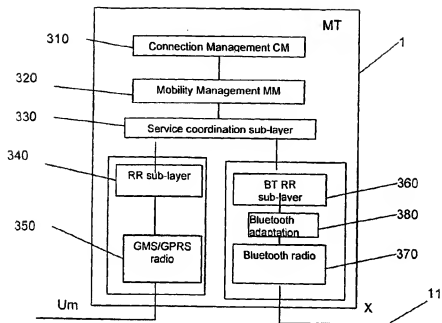 MT
310
Connection Management CM
1
320
Mobility Management MM
330
Service coordination sub-layer
340
RR sub-layer
BT RR
sub-layer
360
380
Bluetooth
adaptation
350
GMS/GPRS
radio
Bluetooth radio
370
11
Um
X